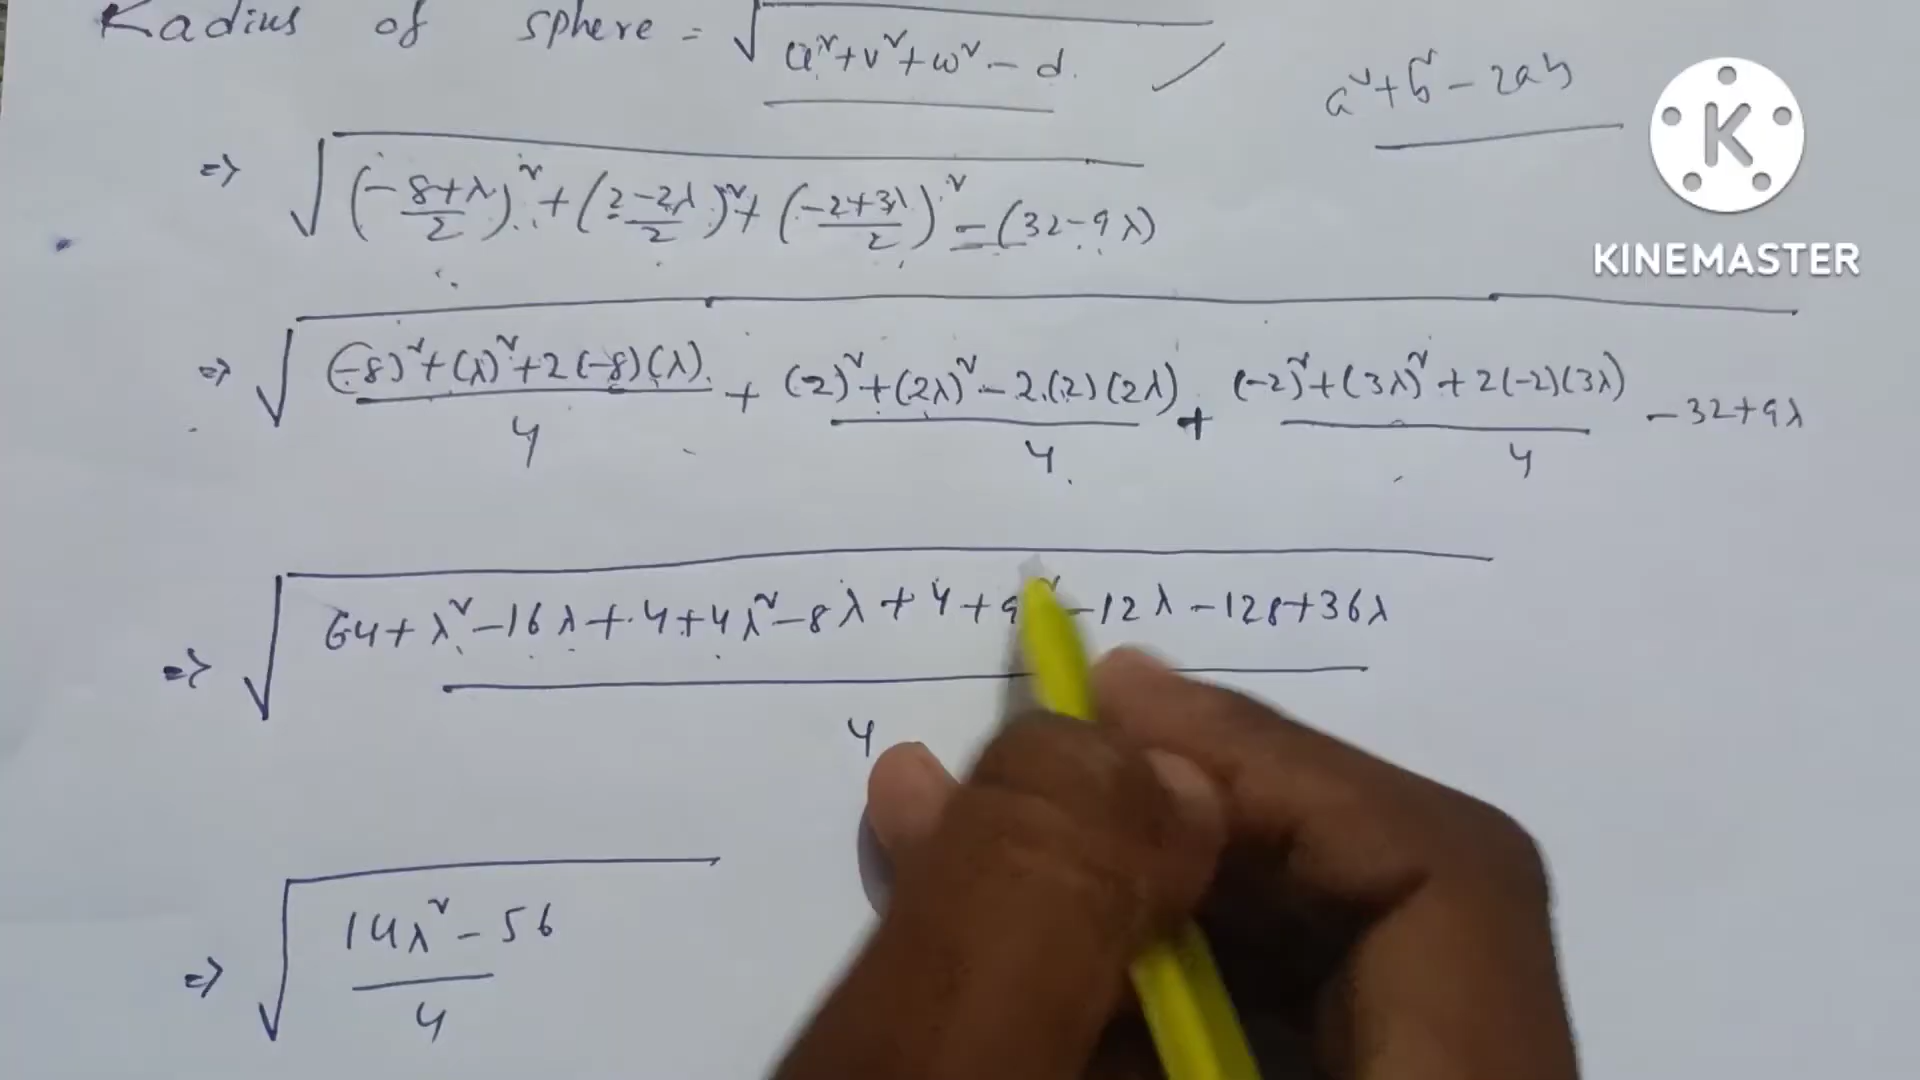 Radius of sphere = √(u²+v²+w²-d)
a²+b²-2ab
K
KINEMASTER
=> √((-8+λ/2)²+(2-2λ/2)²+(-2+3λ/2)²-(32-9λ))
=> √((-8)²+(λ)²+2(-8)(λ)/4 + (2)²+(2λ)²-2.(2)(2λ)/4 + (-2)²+(3λ)²+2(-2)(3λ)/4 -32+9λ)
=> √(64+λ²-16λ+4+4λ²-8λ+4+9 ²-12λ-128+36λ/4)
=> √(14λ²-56/4)